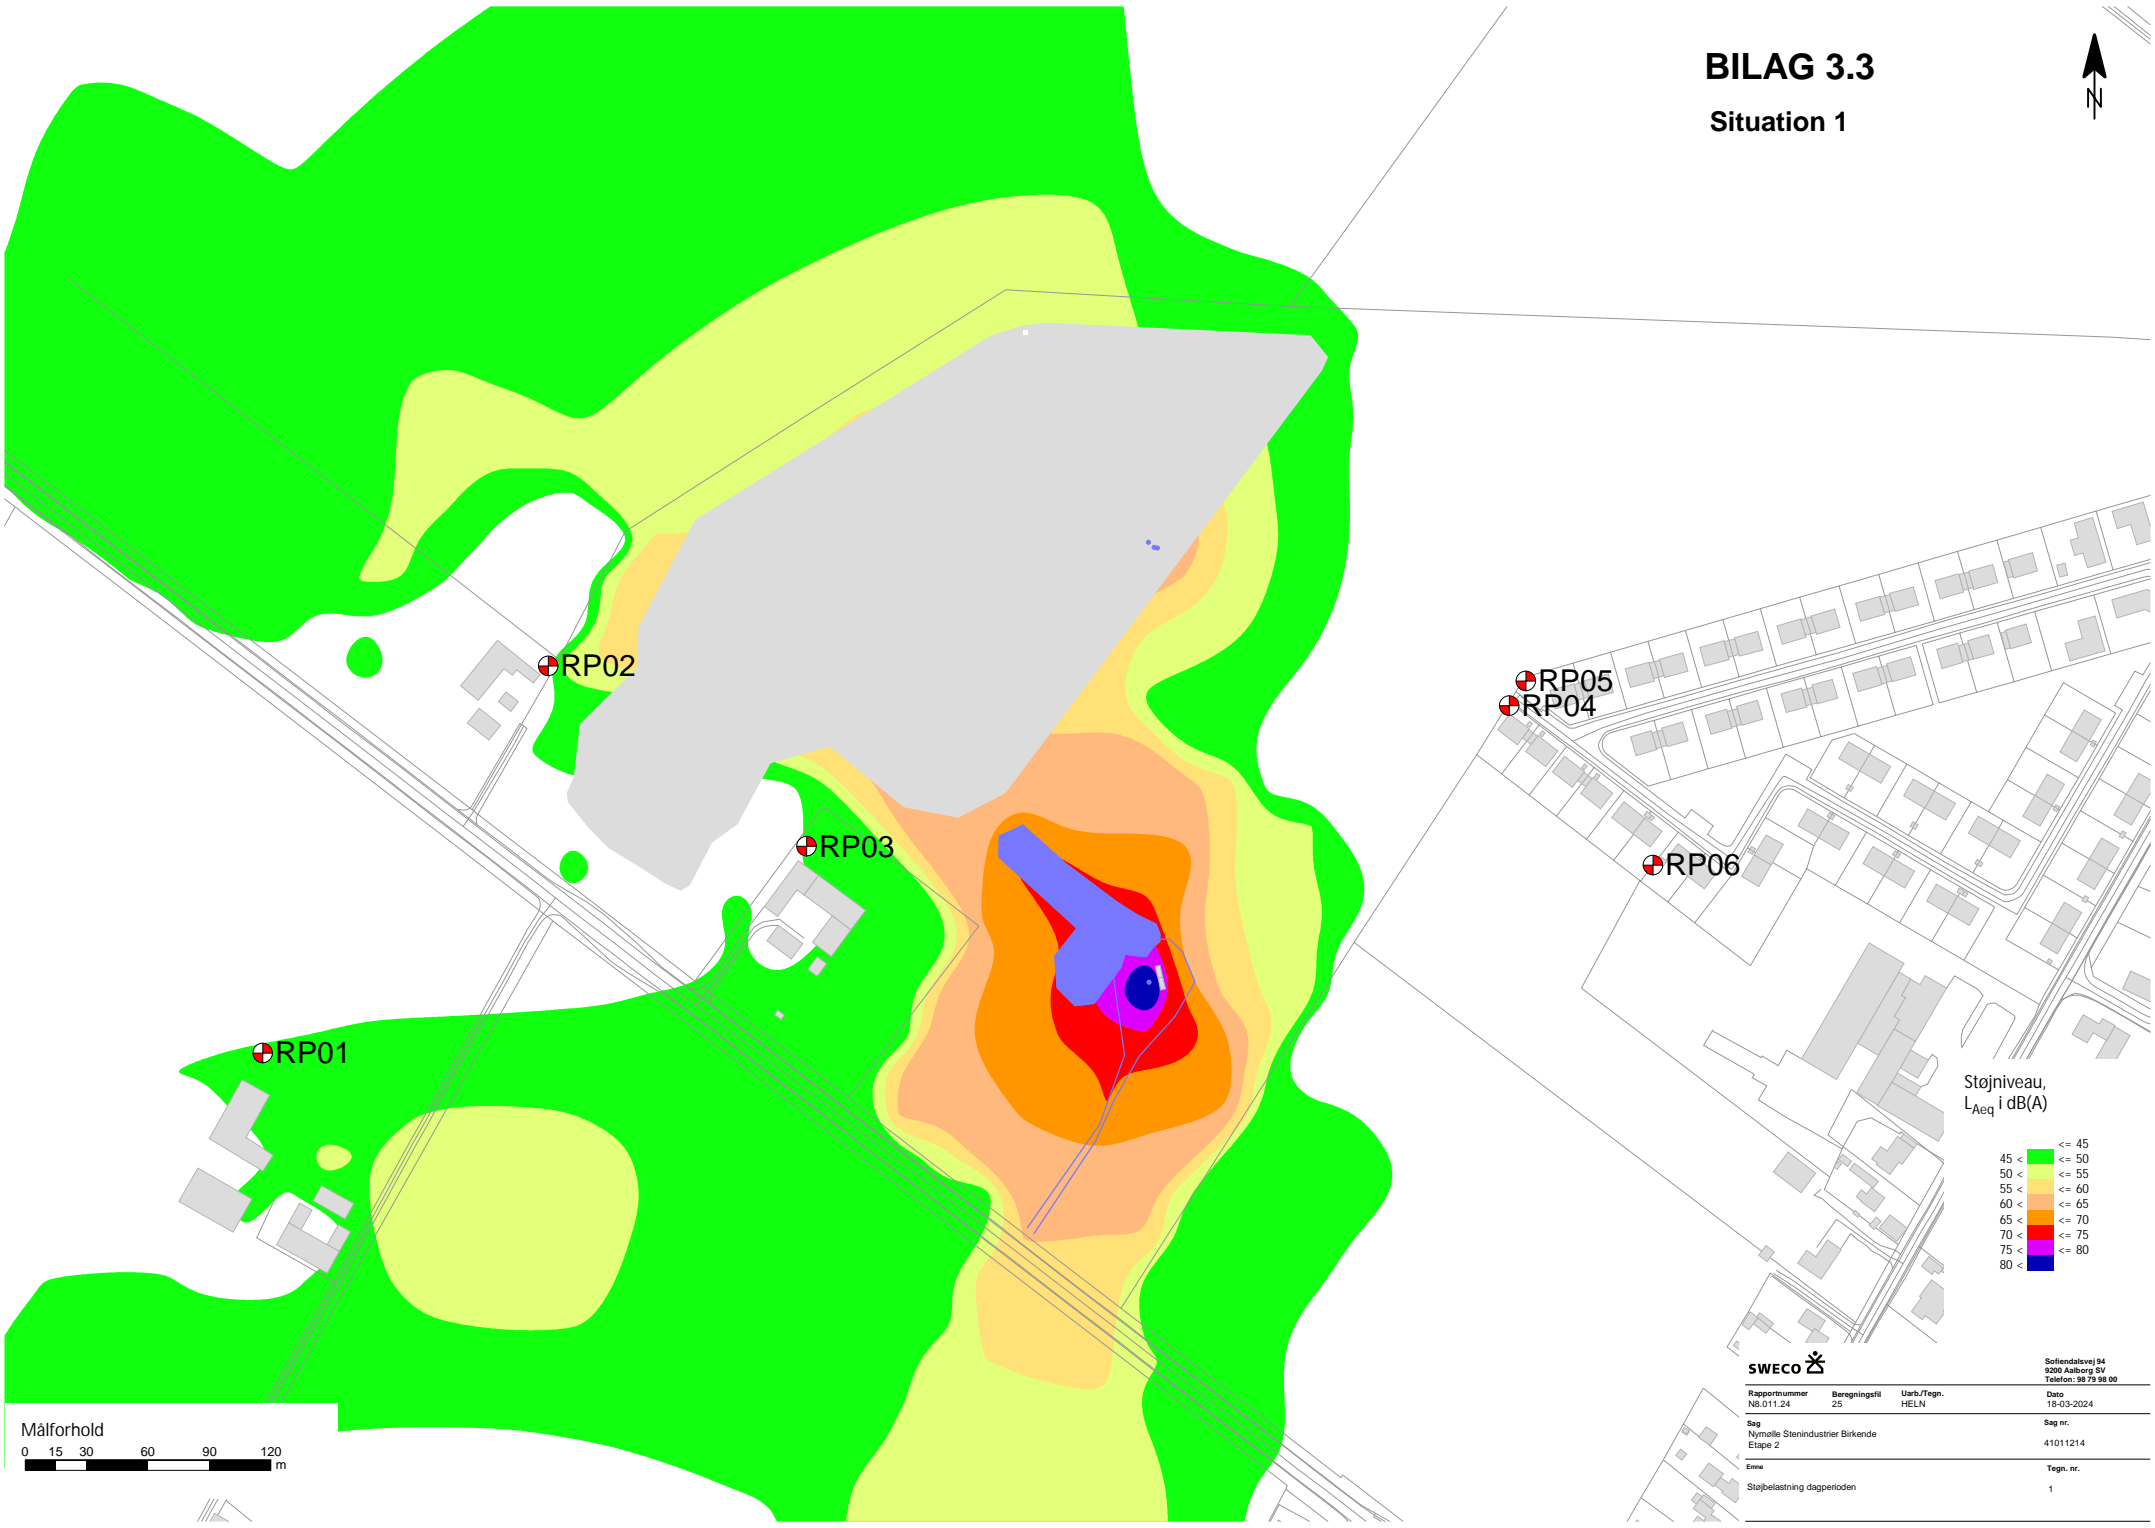 BILAG 3.3
Situation 1
N
RP02
RP05
RP04
RP03
RP06
RP01
Støjniveau,
LAeq i dB(A)
<= 45
45 < <= 50
50 < <= 55
55 < <= 60
60 < <= 65
65 < <= 70
70 < <= 75
75 < <= 80
80 <
Målforhold
0 15 30 60 90 120
m
SWECO
Sofiendalsvej 94
9200 Aalborg SV
Telefon: 98 79 98 00
Rapportnummer Beregningsfil Uarb./Tegn. Dato
N8.011.24 25 HELN 18-03-2024
Sag Sag nr.
Nymølle Stenindustrier Birkende
Etape 2 41011214
Emne Tegn. nr.
Støjbelastning dagperioden 1